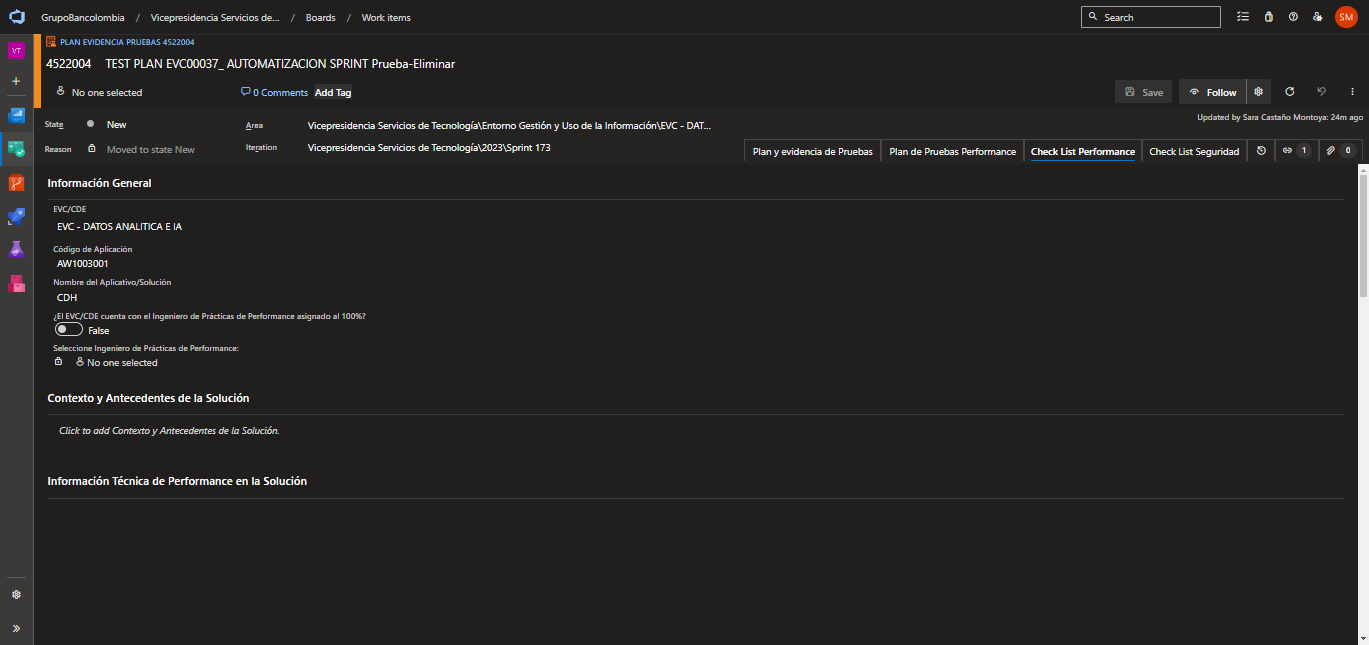 GrupoBancolombia / Vicepresidencia Servicios de... / Boards / Work items
Search
SM
VT
PLAN EVIDENCIA PRUEBAS 4522004
4522004 TEST PLAN EVC00037_ AUTOMATIZACION SPRINT Prueba-Eliminar
No one selected
0 Comments
Add Tag
Save
Follow
Updated by Sara Castaño Montoya: 24m ago
State
New
Area
Vicepresidencia Servicios de Tecnología\Entorno Gestión y Uso de la Información\EVC - DAT...
Reason
Moved to state New
Iteration
Vicepresidencia Servicios de Tecnología\2023\Sprint 173
Plan y evidencia de Pruebas
Plan de Pruebas Performance
Check List Performance
Check List Seguridad
1
0
Información General
EVC/CDE
EVC - DATOS ANALITICA E IA
Código de Aplicación
AW1003001
Nombre del Aplicativo/Solución
CDH
¿El EVC/CDE cuenta con el Ingeniero de Prácticas de Performance asignado al 100%?
False
Seleccione Ingeniero de Prácticas de Performance:
No one selected
Contexto y Antecedentes de la Solución
Click to add Contexto y Antecedentes de la Solución.
Información Técnica de Performance en la Solución